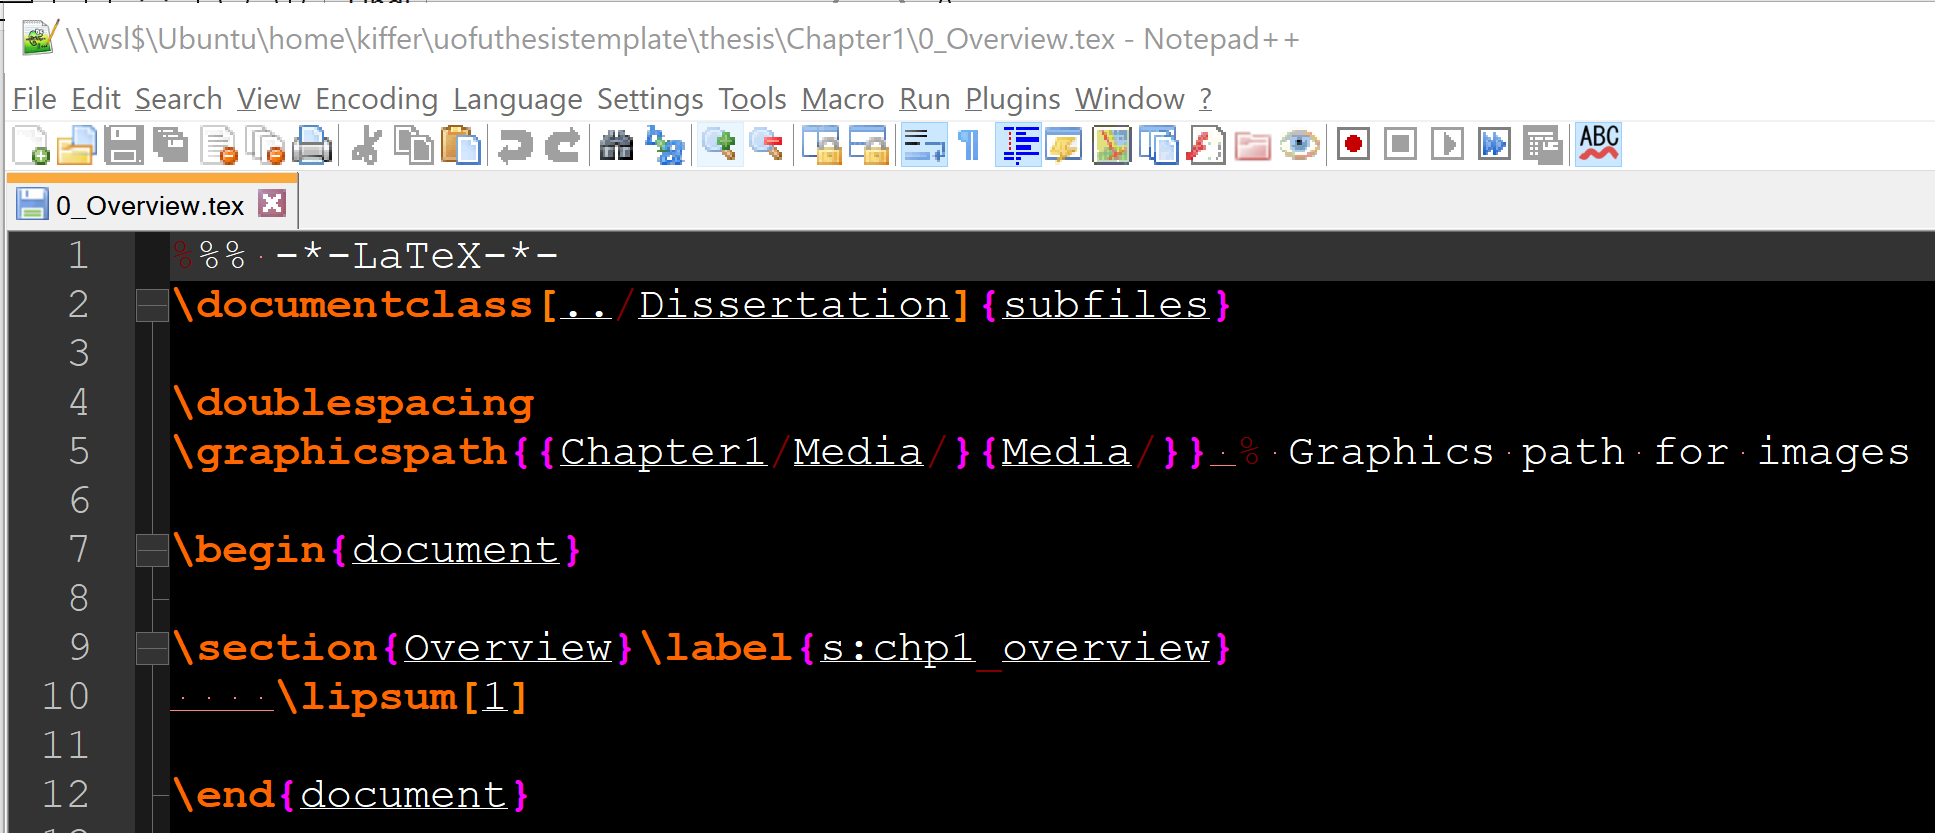 \\wsl$\Ubuntu\home\kiffer\uofuthesistemplate\thesis\Chapter1\0_Overview.tex - Notepad++
File Edit Search View Encoding Language Settings Tools Macro Run Plugins Window ?
ABC
0_Overview.tex
1 %%% -*-LaTeX-*-
2 \documentclass[../Dissertation]{subfiles}
3
4 \doublespacing
5 \graphicspath{{Chapter1/Media/}{Media/}} % Graphics path for images
6
7 \begin{document}
8
9 \section{Overview}\label{s:chp1_overview}
10     \lipsum[1]
11
12 \end{document}